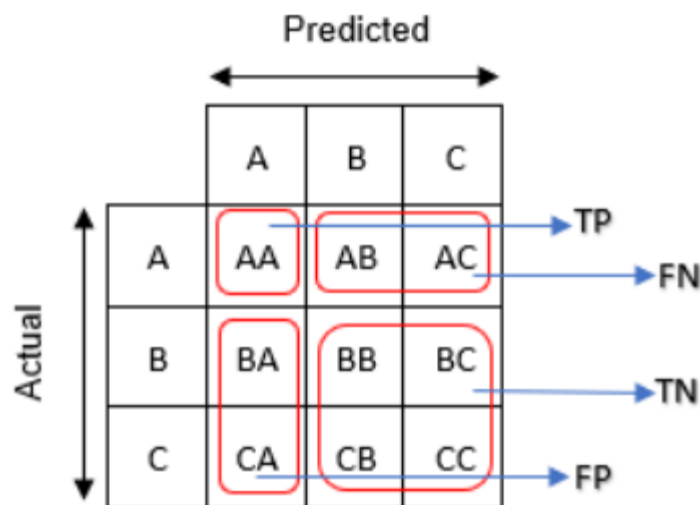 Predicted
A B C
TP
A AA AB AC
FN
Actual
B BA BB BC
TN
C CA CB CC
FP